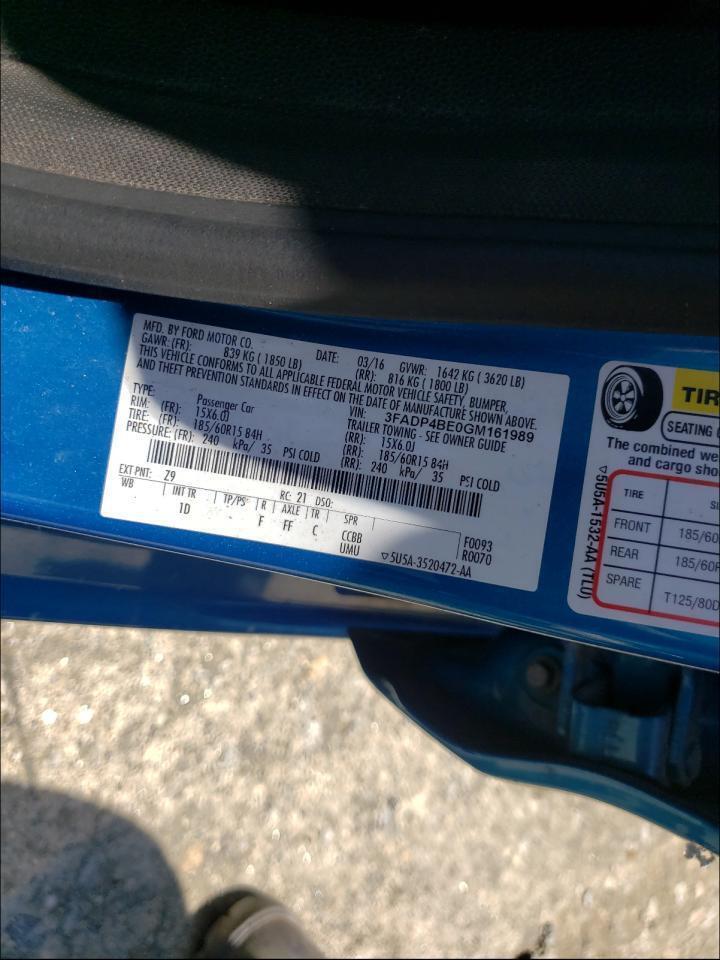 MFD. BY FORD MOTOR CO. DATE: 03/16 GVWR: 1642 KG ( 3620 LB)
GAWR:(FR): 839 KG ( 1850 LB) (RR): 816 KG ( 1800 LB)
THIS VEHICLE CONFORMS TO ALL APPLICABLE FEDERAL MOTOR VEHICLE SAFETY, BUMPER,
AND THEFT PREVENTION STANDARDS IN EFFECT ON THE DATE OF MANUFACTURE SHOWN ABOVE.
VIN: 3FADP4BE0GM161989
TYPE: Passenger Car TRAILER TOWING - SEE OWNER GUIDE
RIM: (FR): 15X6.0J (RR): 15X6.0J
TIRE: (FR): 185/60R15 84H (RR): 185/60R15 84H
PRESSURE:(FR): 240 kPa/ 35 PSI COLD (RR): 240 kPa/ 35 PSI COLD
EXT PNT: Z9 RC: 21 DSO:
WB INT TR TP/PS R AXLE TR SPR
1D - F FF C CCBB F0093
UMU R0070
▽5U5A-3520472-AA
TIR
SEATING C
The combined we
and cargo sho
TIRE SI
FRONT 185/60
REAR 185/60R
SPARE T125/80D
▽5U5A-1532-AA (TL0)